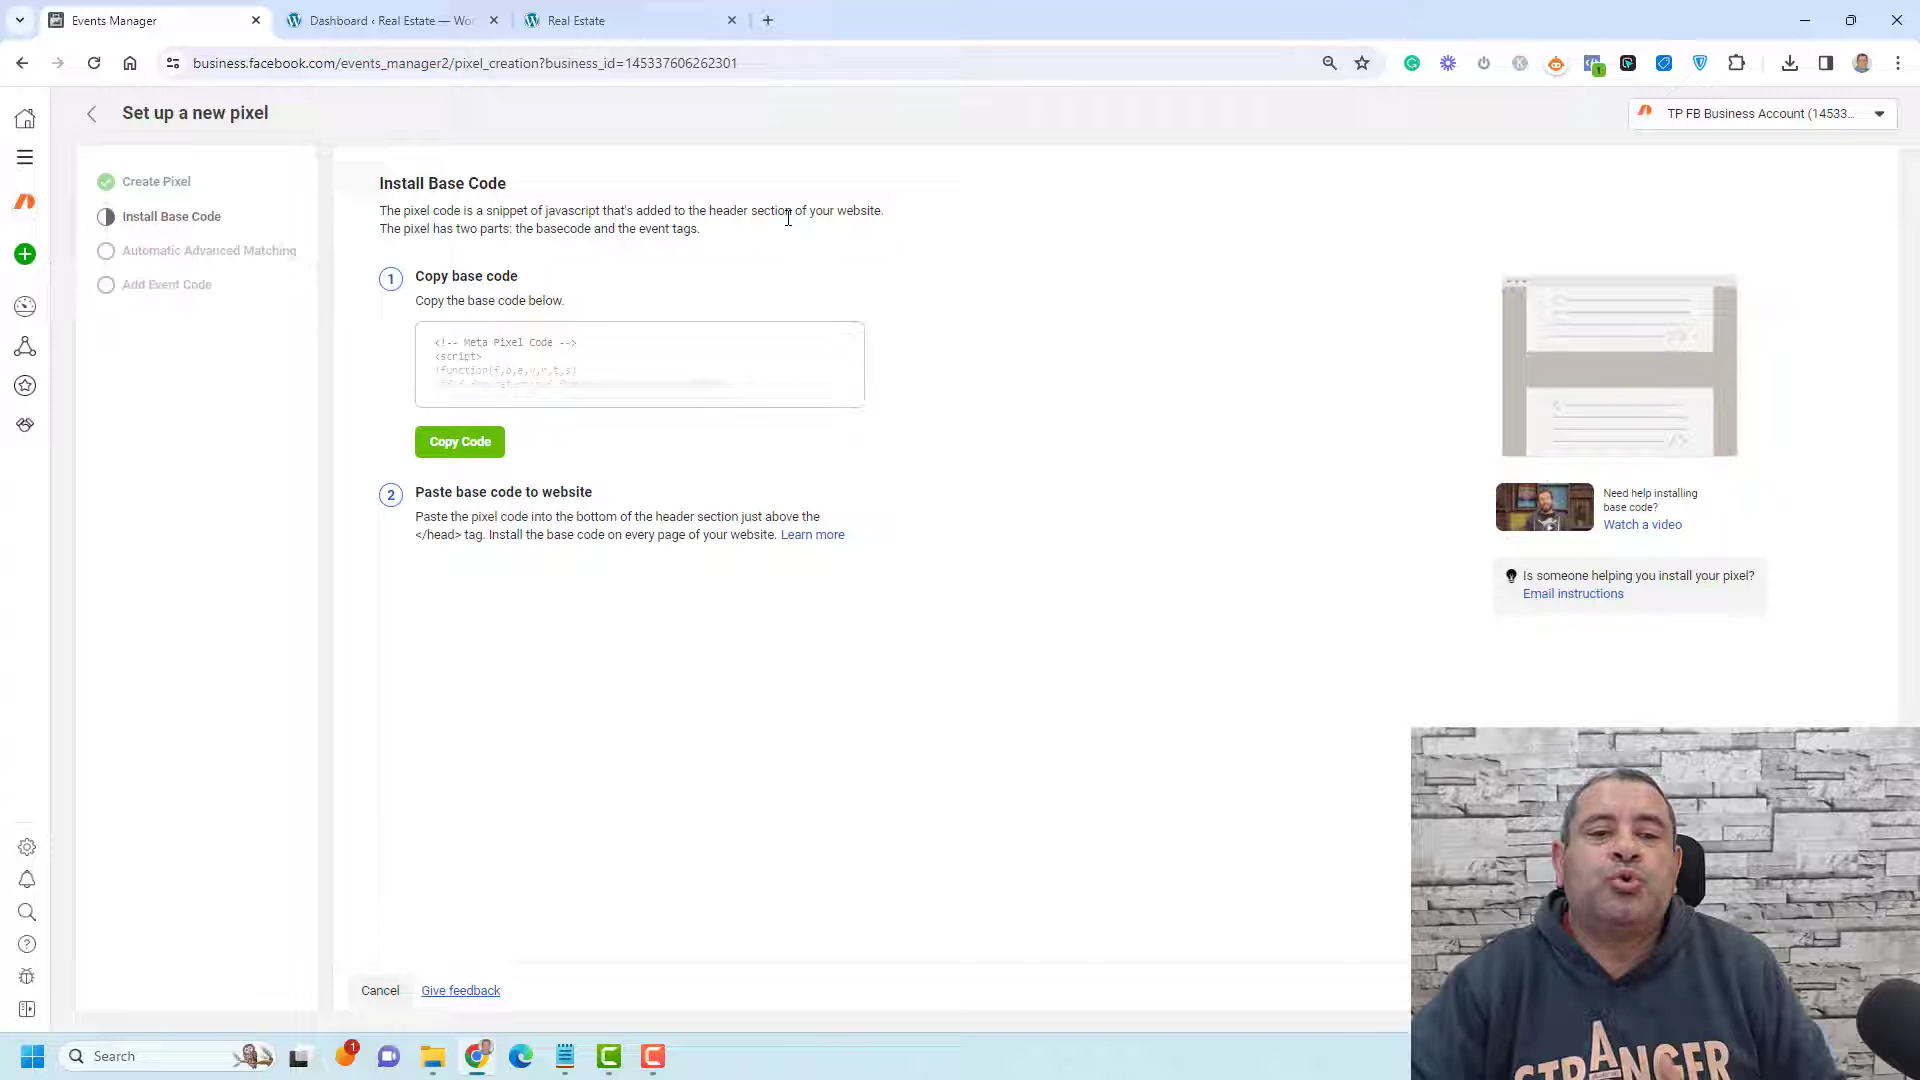 Events Manager
Dashboard ‹ Real Estate — Wor
Real Estate
business.facebook.com/events_manager2/pixel_creation?business_id=145337606262301
Set up a new pixel
TP FB Business Account (14533...
Create Pixel
Install Base Code
Automatic Advanced Matching
Add Event Code
Install Base Code
The pixel code is a snippet of javascript that's added to the header section of your website.
The pixel has two parts: the basecode and the event tags.
1
Copy base code
Copy the base code below.
<!-- Meta Pixel Code -->
<script>
Copy Code
2
Paste base code to website
Paste the pixel code into the bottom of the header section just above the
</head> tag. Install the base code on every page of your website. Learn more
Need help installing
base code?
Watch a video
Is someone helping you install your pixel?
Email instructions
Cancel
Give feedback
Search
1
STRANGER